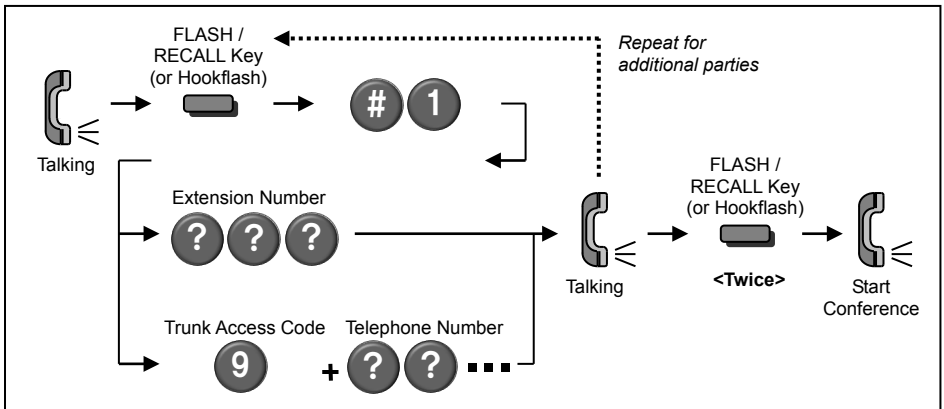 FLASH /
RECALL Key
(or Hookflash)
Repeat for
additional parties
# 1
Talking
FLASH /
RECALL Key
(or Hookflash)
Extension Number
? ? ?
Talking
<Twice>
Start
Conference
Trunk Access Code
Telephone Number
9 + ? ? ...